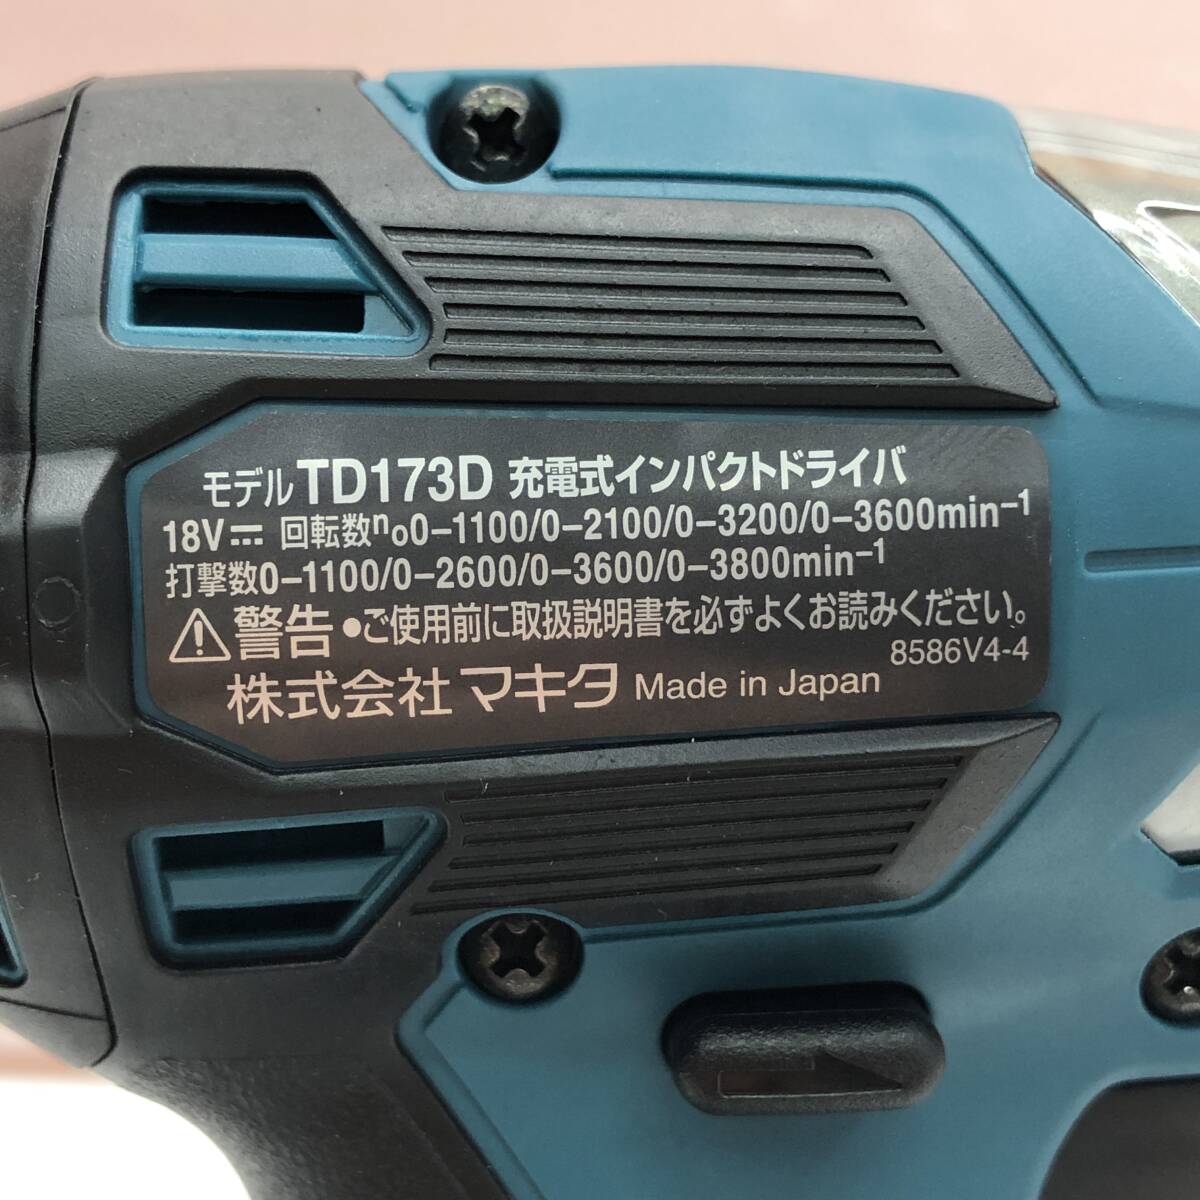 モデル TD173D 充電式インパクトドライバ
18V⎓ 回転数n₀0-1100/0-2100/0-3200/0-3600min⁻¹
打撃数0-1100/0-2600/0-3600/0-3800min⁻¹
⚠警告 ●ご使用前に取扱説明書を必ずよくお読みください。
8586V4-4
株式会社 マキタ Made in Japan